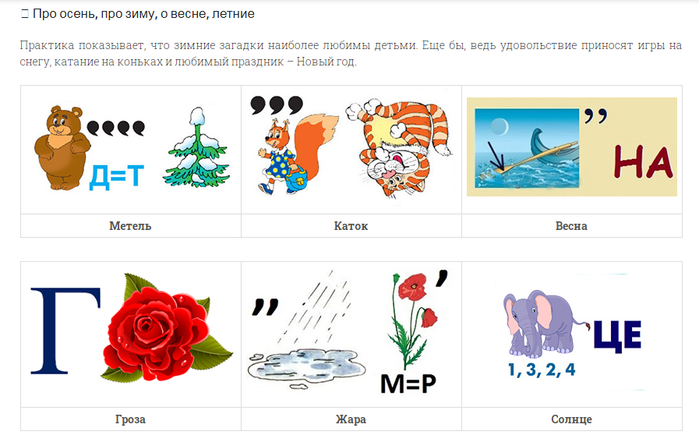 Про осень, про зиму, о весне, летние
Практика показывает, что зимние загадки наиболее любимы детьми. Еще бы, ведь удовольствие приносят игры на
снегу, катание на коньках и любимый праздник – Новый год.
,,,,
Д=Т
,,,
,,
НА
Метель
Каток
Весна
Г
,,
,
М=Р
1, 3, 2, 4
ЦЕ
Гроза
Жара
Солнце